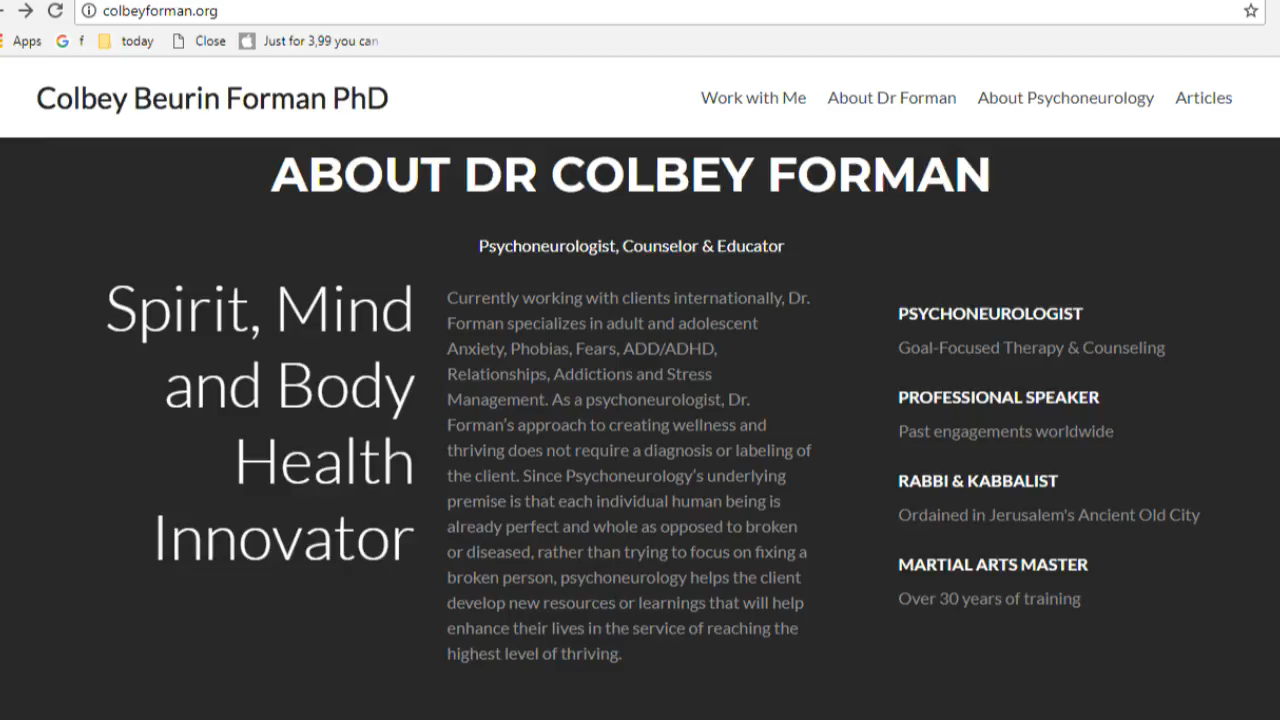 colbeyforman.org
Apps f today Close Just for 3,99 you can
Colbey Beurin Forman PhD
Work with Me About Dr Forman About Psychoneurology Articles
ABOUT DR COLBEY FORMAN
Psychoneurologist, Counselor & Educator
Spirit, Mind
and Body
Health
Innovator
Currently working with clients internationally, Dr.
Forman specializes in adult and adolescent
Anxiety, Phobias, Fears, ADD/ADHD,
Relationships, Addictions and Stress
Management. As a psychoneurologist, Dr.
Forman's approach to creating wellness and
thriving does not require a diagnosis or labeling of
the client. Since Psychoneurology's underlying
premise is that each individual human being is
already perfect and whole as opposed to broken
or diseased, rather than trying to focus on fixing a
broken person, psychoneurology helps the client
develop new resources or learnings that will help
enhance their lives in the service of reaching the
highest level of thriving.
PSYCHONEUROLOGIST
Goal-Focused Therapy & Counseling
PROFESSIONAL SPEAKER
Past engagements worldwide
RABBI & KABBALIST
Ordained in Jerusalem's Ancient Old City
MARTIAL ARTS MASTER
Over 30 years of training